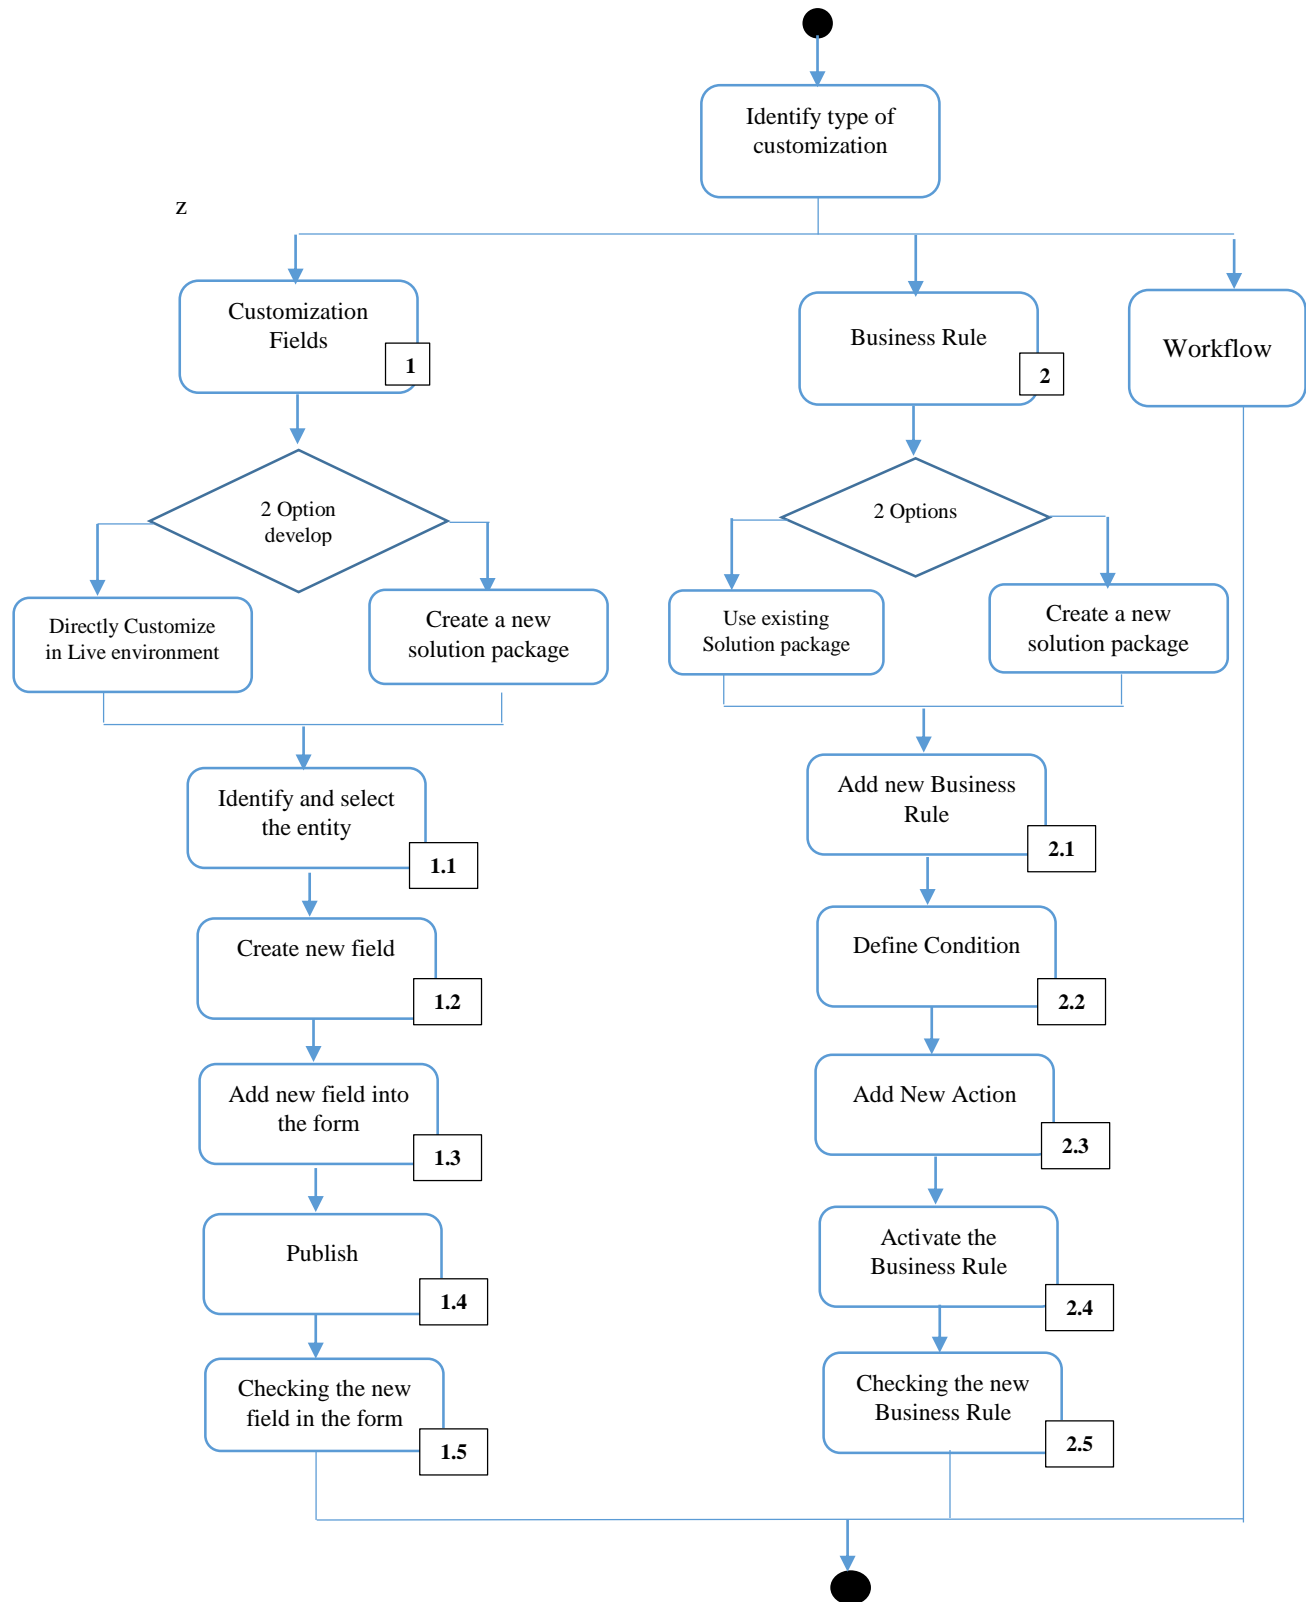 Identify type of
customization
z
Customization
Fields
1
Business Rule
2
Workflow
2 Option
develop
2 Options
Directly Customize
in Live environment
Create a new
solution package
Use existing
Solution package
Create a new
solution package
Identify and select
the entity
1.1
Add new Business
Rule
2.1
Create new field
1.2
Define Condition
2.2
Add new field into
the form
1.3
Add New Action
2.3
Publish
1.4
Activate the
Business Rule
2.4
Checking the new
field in the form
1.5
Checking the new
Business Rule
2.5